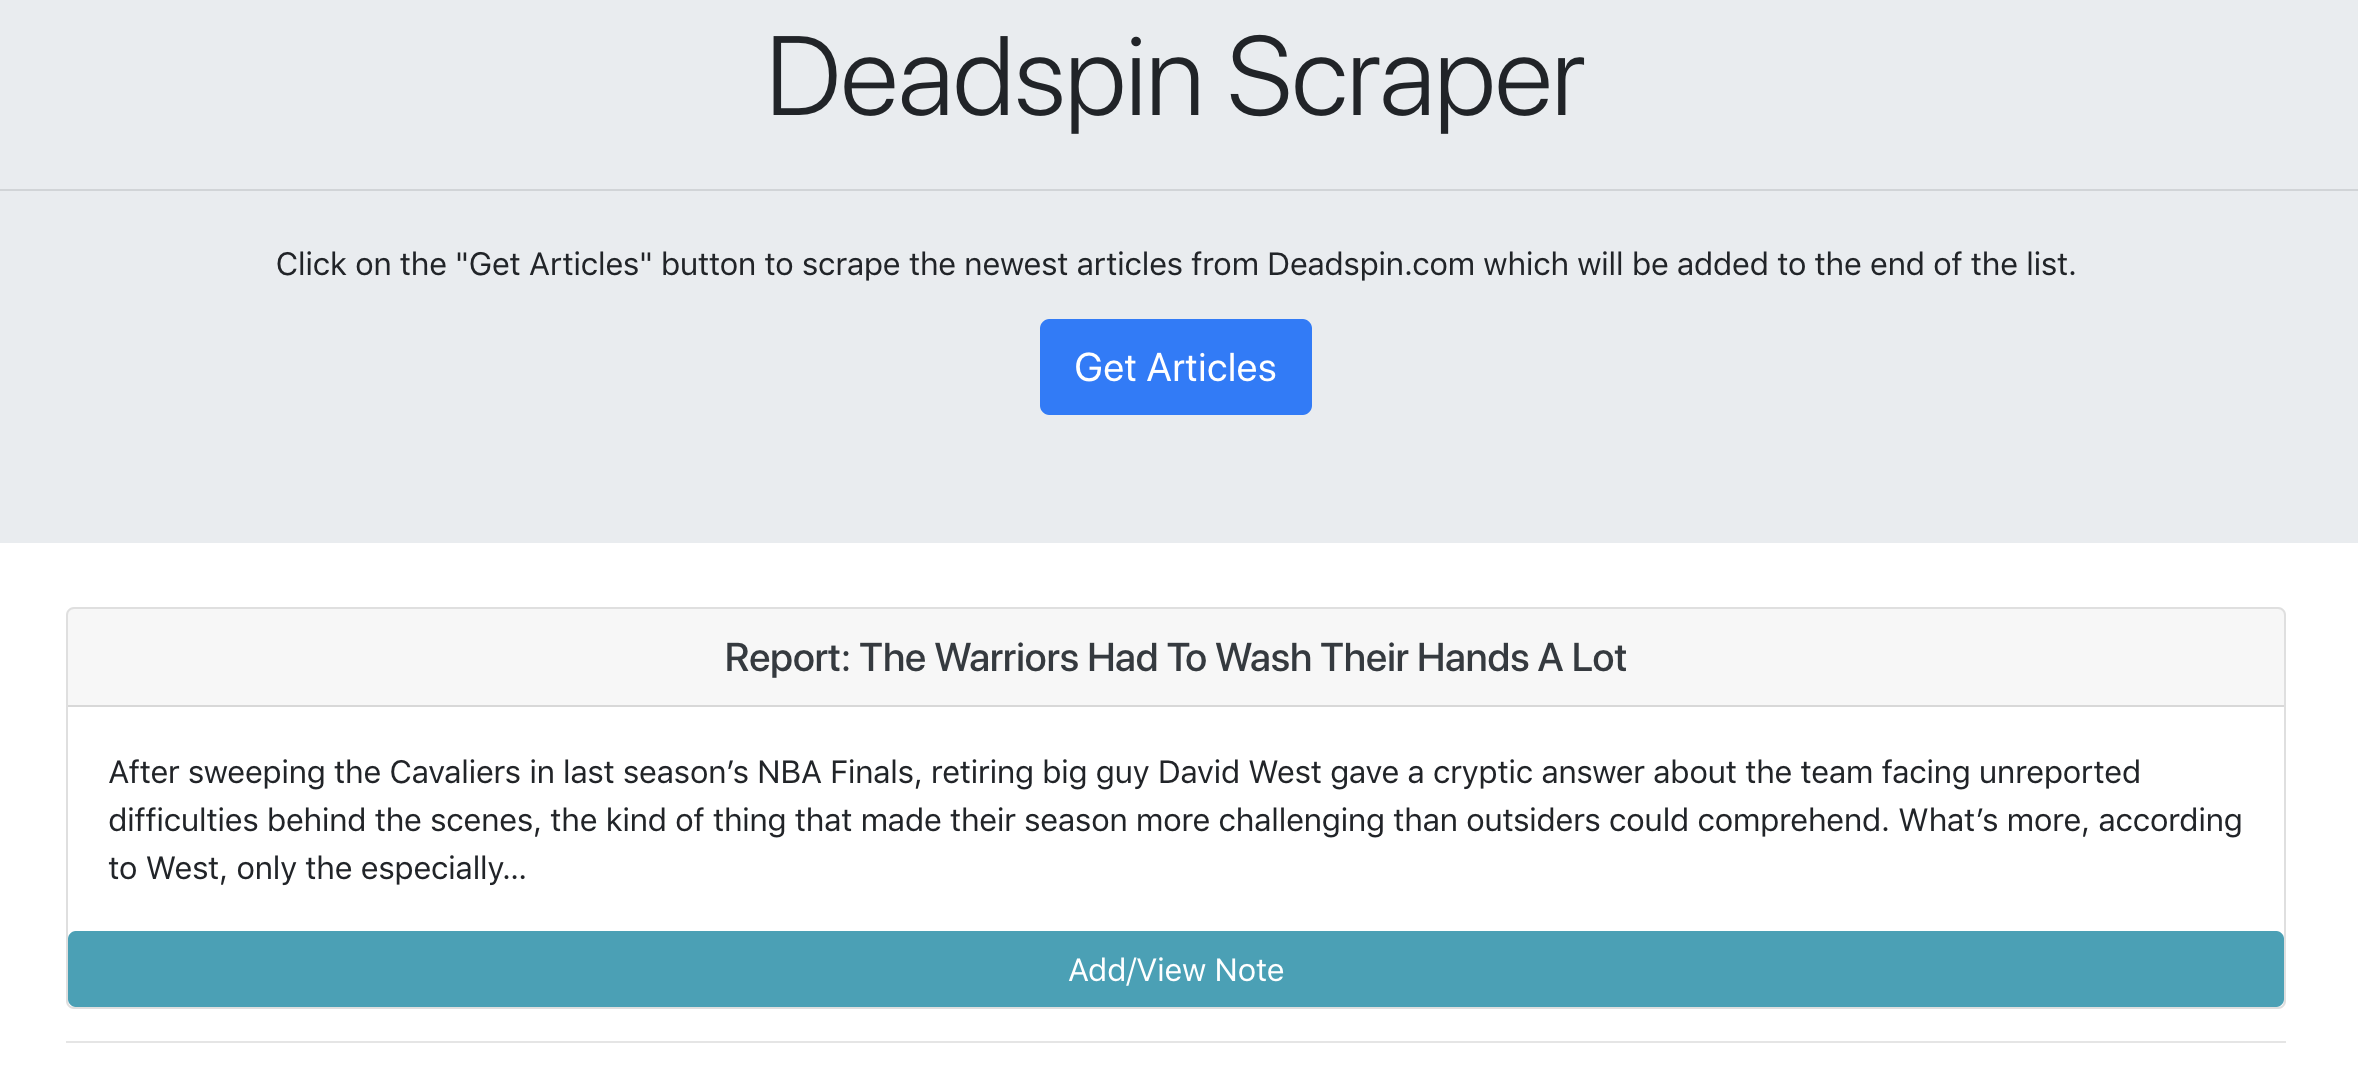 Deadspin Scraper
Click on the "Get Articles" button to scrape the newest articles from Deadspin.com which will be added to the end of the list.
Get Articles
Report: The Warriors Had To Wash Their Hands A Lot
After sweeping the Cavaliers in last season’s NBA Finals, retiring big guy David West gave a cryptic answer about the team facing unreported
difficulties behind the scenes, the kind of thing that made their season more challenging than outsiders could comprehend. What’s more, according
to West, only the especially...
Add/View Note